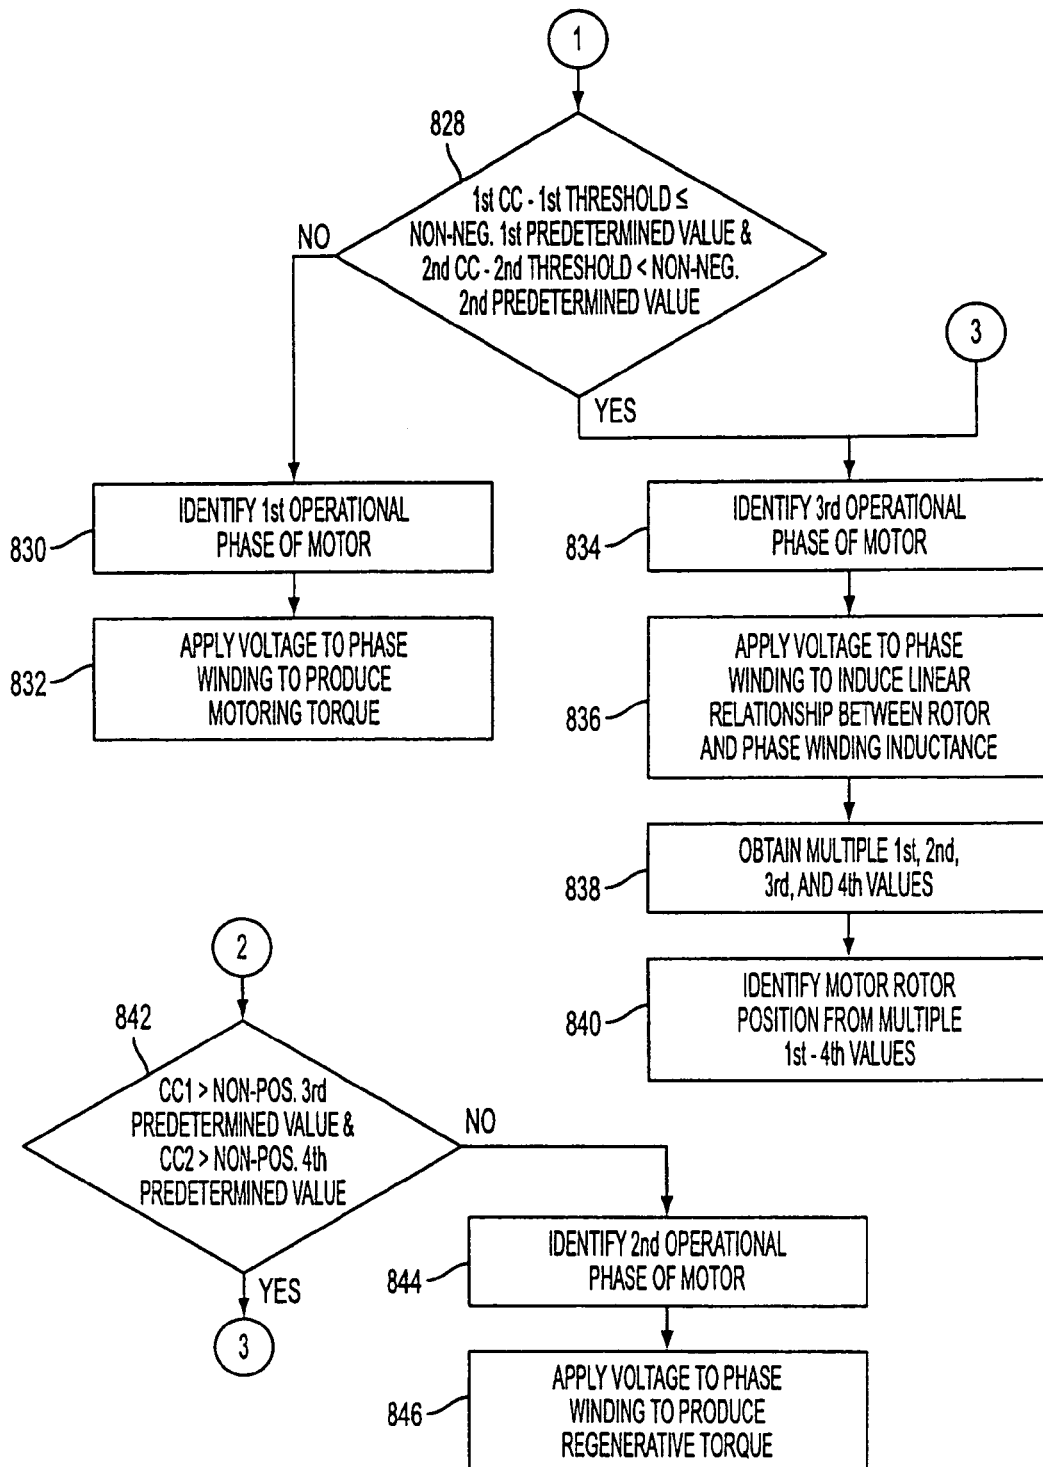 1
828
1st CC - 1st THRESHOLD ≤
NON-NEG. 1st PREDETERMINED VALUE &
2nd CC - 2nd THRESHOLD < NON-NEG.
2nd PREDETERMINED VALUE
NO
YES
3
830
IDENTIFY 1st OPERATIONAL
PHASE OF MOTOR
832
APPLY VOLTAGE TO PHASE
WINDING TO PRODUCE
MOTORING TORQUE
834
IDENTIFY 3rd OPERATIONAL
PHASE OF MOTOR
836
APPLY VOLTAGE TO PHASE
WINDING TO INDUCE LINEAR
RELATIONSHIP BETWEEN ROTOR
AND PHASE WINDING INDUCTANCE
838
OBTAIN MULTIPLE 1st, 2nd,
3rd, AND 4th VALUES
840
IDENTIFY MOTOR ROTOR
POSITION FROM MULTIPLE
1st - 4th VALUES
2
842
CC1 > NON-POS. 3rd
PREDETERMINED VALUE &
CC2 > NON-POS. 4th
PREDETERMINED VALUE
NO
YES
3
844
IDENTIFY 2nd OPERATIONAL
PHASE OF MOTOR
846
APPLY VOLTAGE TO PHASE
WINDING TO PRODUCE
REGENERATIVE TORQUE